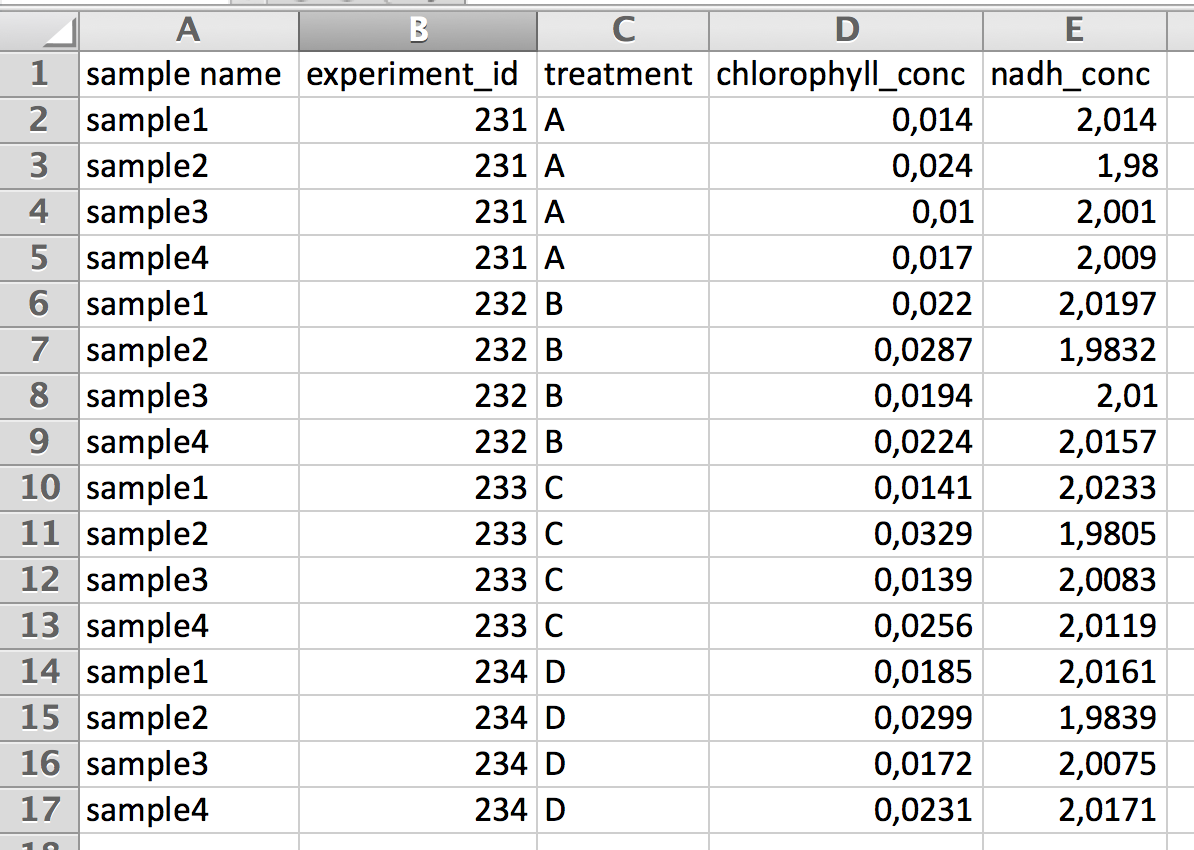 A B C D E
1 sample name experiment_id treatment chlorophyll_conc nadh_conc
2 sample1 231 A 0,014 2,014
3 sample2 231 A 0,024 1,98
4 sample3 231 A 0,01 2,001
5 sample4 231 A 0,017 2,009
6 sample1 232 B 0,022 2,0197
7 sample2 232 B 0,0287 1,9832
8 sample3 232 B 0,0194 2,01
9 sample4 232 B 0,0224 2,0157
10 sample1 233 C 0,0141 2,0233
11 sample2 233 C 0,0329 1,9805
12 sample3 233 C 0,0139 2,0083
13 sample4 233 C 0,0256 2,0119
14 sample1 234 D 0,0185 2,0161
15 sample2 234 D 0,0299 1,9839
16 sample3 234 D 0,0172 2,0075
17 sample4 234 D 0,0231 2,0171
18